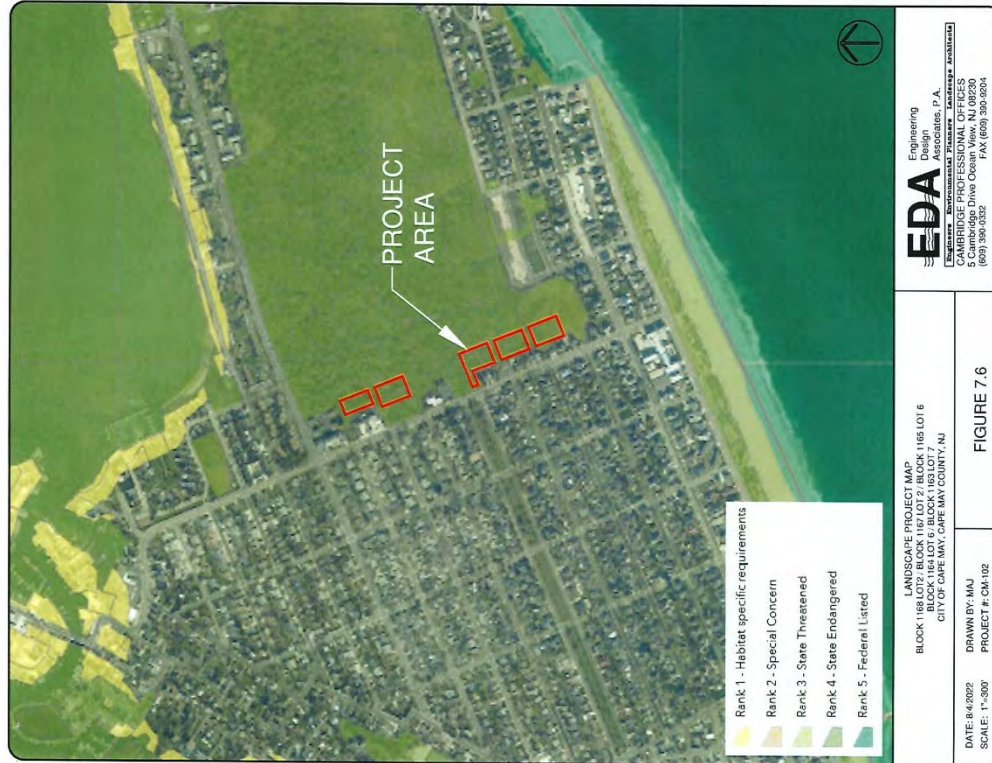 PROJECT
AREA
Rank 1 - Habitat specific requirements
Rank 2 - Special Concern
Rank 3 - State Threatened
Rank 4 - State Endangered
Rank 5 - Federal Listed
LANDSCAPE PROJECT MAP
BLOCK 1168 LOT2 / BLOCK 1167 LOT 2 / BLOCK 1165 LOT 6
BLOCK 1164 LOT 6 / BLOCK 1163 LOT 7
CITY OF CAPE MAY, CAPE MAY COUNTY, NJ
DATE: 8/4/2022
DRAWN BY: MAJ
SCALE: 1"=300'
PROJECT #: CM-102
FIGURE 7.6
EDA
Engineering
Design
Associates, P.A.
Engineers Environmental Planners Landscape Architects
CAMBRIDGE PROFESSIONAL OFFICES
5 Cambridge Drive Ocean View, NJ 08230
(609) 390-0332 FAX (609) 390-9204